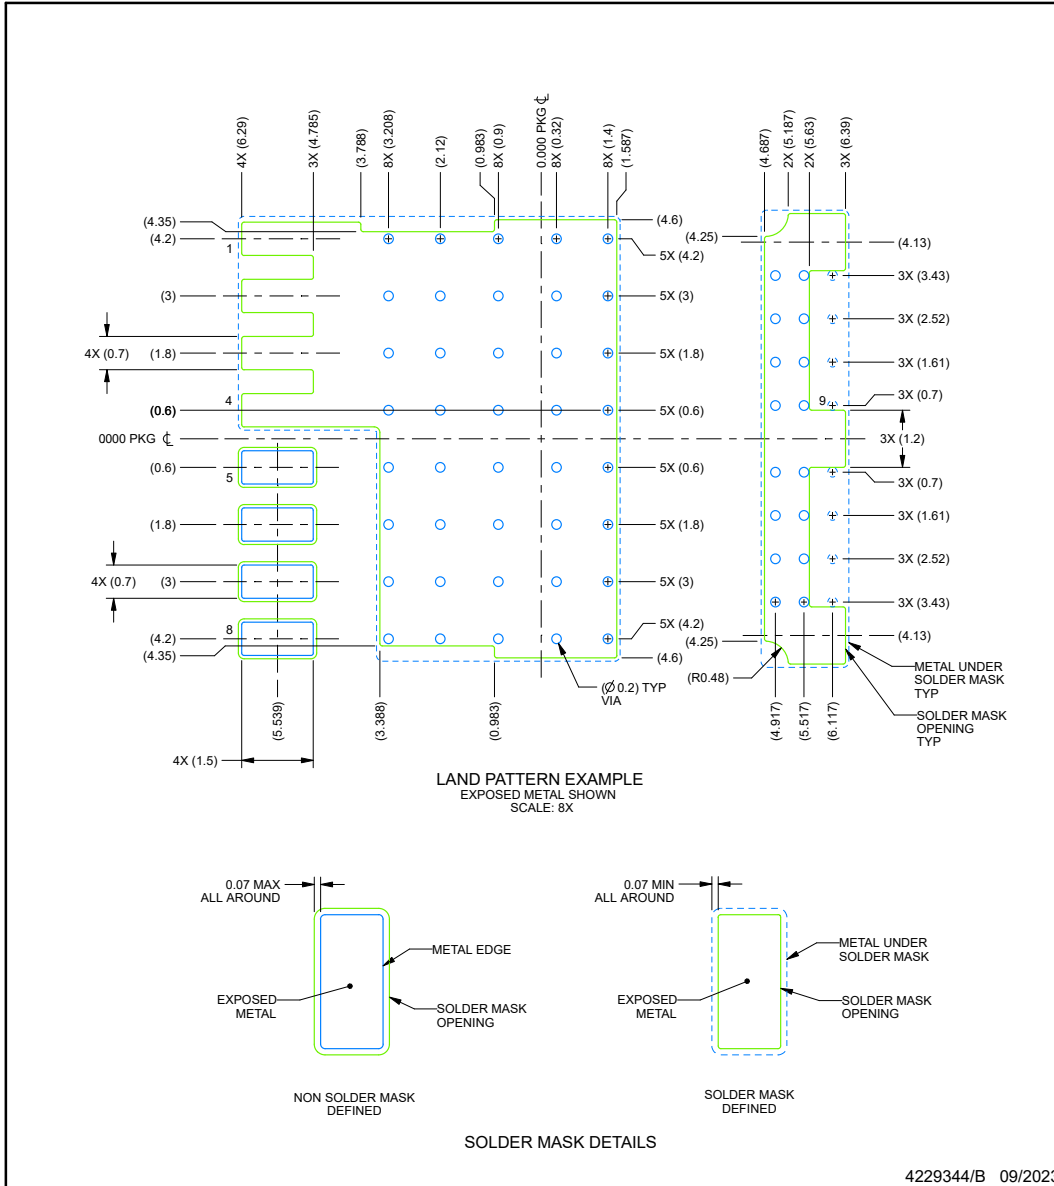 4X (6.29)
3X (4.785)
(3.788)
8X (3.208)
(2.12)
(0.983)
8X (0.9)
0.000 PKG ℄
8X (0.32)
8X (1.4)
(1.587)
(4.687)
2X (5.187)
2X (5.63)
3X (6.39)
(4.35)
(4.2)
1
(3)
4X (0.7)
(1.8)
(0.6)
4
0000 PKG ℄
(0.6)
5
(1.8)
4X (0.7)
(3)
(4.2)
8
(4.35)
(4.6)
5X (4.2)
5X (3)
5X (1.8)
5X (0.6)
5X (0.6)
5X (1.8)
5X (3)
5X (4.2)
(4.6)
(4.25)
(4.13)
3X (3.43)
3X (2.52)
3X (1.61)
3X (0.7)
9
3X (1.2)
3X (0.7)
3X (1.61)
3X (2.52)
3X (3.43)
(4.13)
(4.25)
(R0.48)
METAL UNDER
SOLDER MASK
TYP
SOLDER MASK
OPENING
TYP
(Ø 0.2) TYP
VIA
(5.539)
(3.388)
(0.983)
(4.917)
(5.517)
(6.117)
4X (1.5)
LAND PATTERN EXAMPLE
EXPOSED METAL SHOWN
SCALE: 8X
0.07 MAX
ALL AROUND
METAL EDGE
EXPOSED
METAL
SOLDER MASK
OPENING
NON SOLDER MASK
DEFINED
0.07 MIN
ALL AROUND
METAL UNDER
SOLDER MASK
EXPOSED
METAL
SOLDER MASK
OPENING
SOLDER MASK
DEFINED
SOLDER MASK DETAILS
4229344/B 09/2023